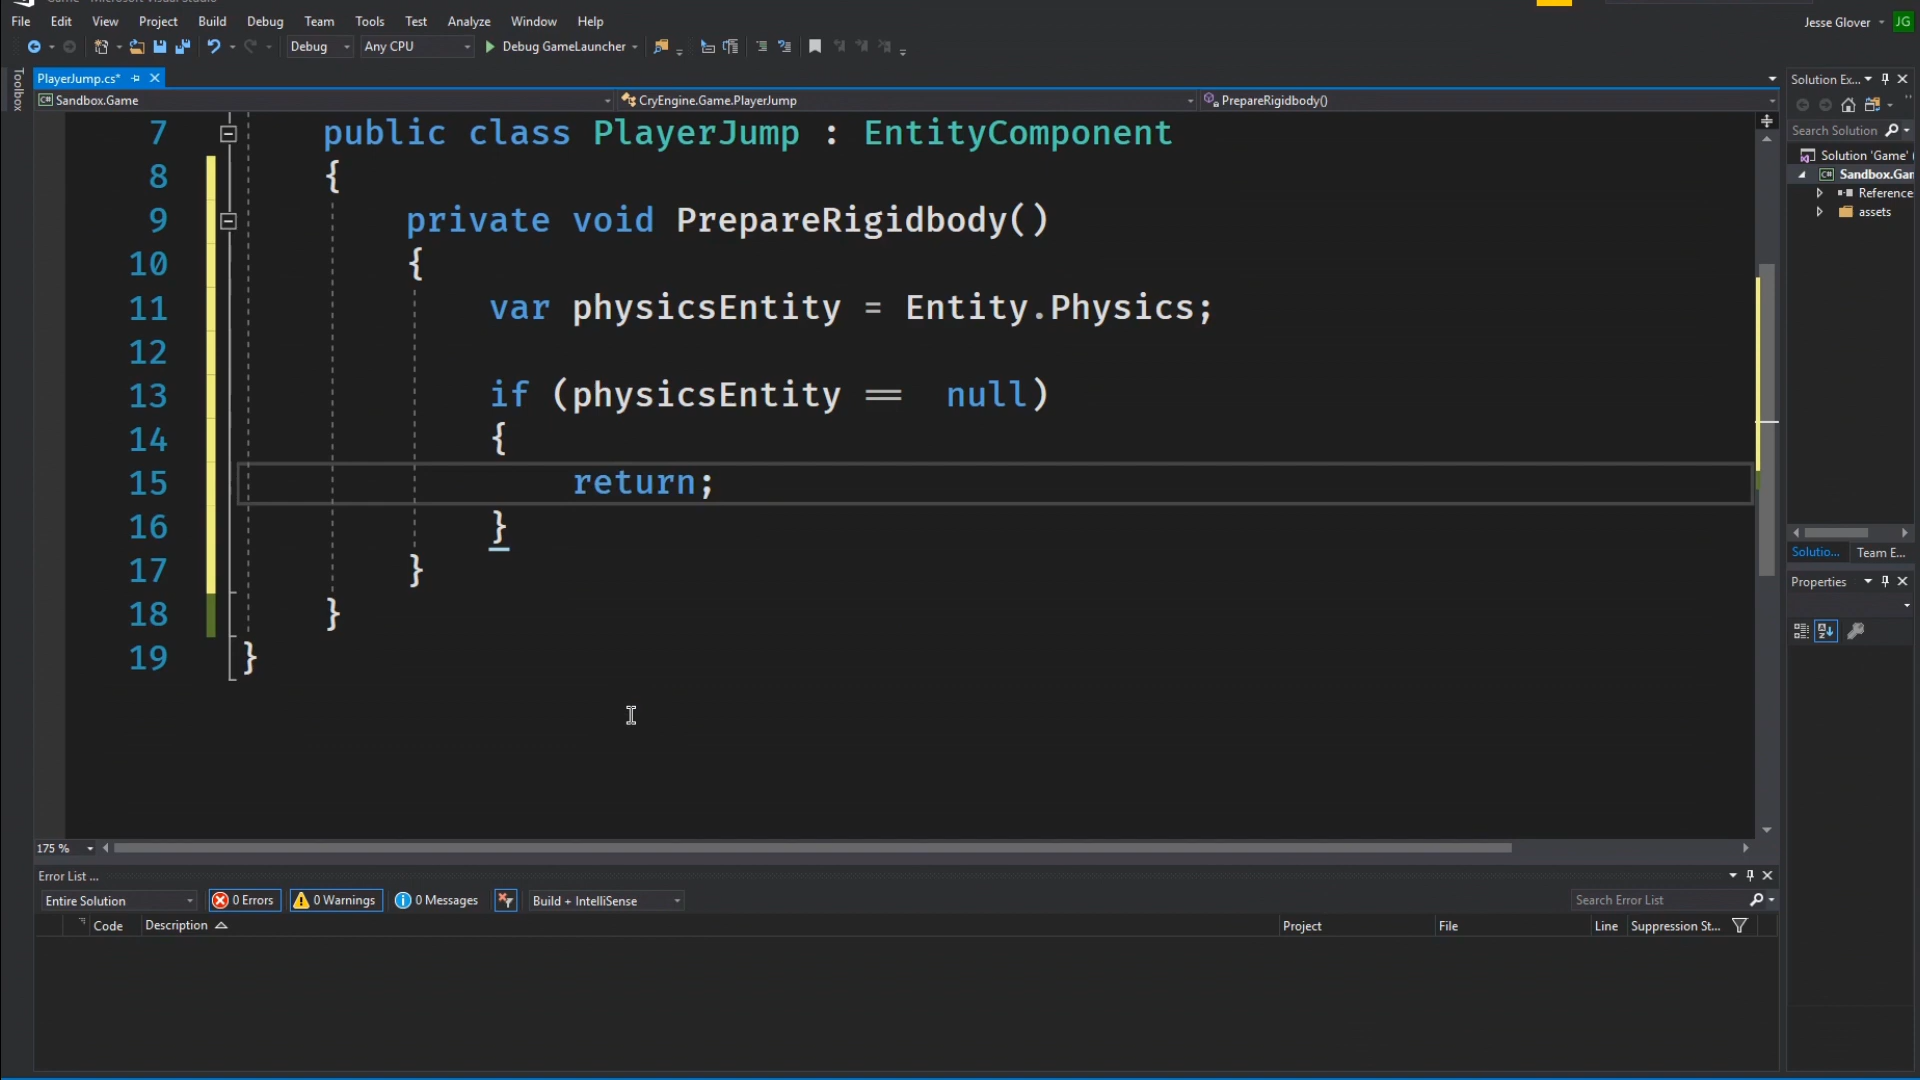 File Edit View Project Build Debug Team Tools Test Analyze Window Help
Jesse Glover JG
Debug Any CPU Debug GameLauncher
Toolbox
PlayerJump.cs*
Solution Ex...
Sandbox.Game CryEngine.Game.PlayerJump PrepareRigidbody()
Search Solution
Solution 'Game'
Sandbox.Gam
Reference
assets
7 public class PlayerJump : EntityComponent
8 {
9 private void PrepareRigidbody()
10 {
11 var physicsEntity = Entity.Physics;
12
13 if (physicsEntity == null)
14 {
15 return;
16 }
17 }
18 }
19 }
Solutio... Team E...
Properties
175 %
Error List ...
Entire Solution 0 Errors 0 Warnings 0 Messages Build + IntelliSense Search Error List
Code Description Project File Line Suppression St...